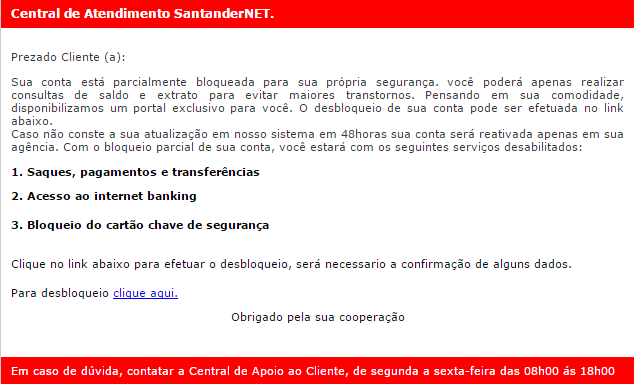 Central de Atendimento SantanderNET.
Prezado Cliente (a):
Sua conta está parcialmente bloqueada para sua própria segurança. você poderá apenas realizar
consultas de saldo e extrato para evitar maiores transtornos. Pensando em sua comodidade,
disponibilizamos um portal exclusivo para você. O desbloqueio de sua conta pode ser efetuada no link
abaixo.
Caso não conste a sua atualização em nosso sistema em 48horas sua conta será reativada apenas em sua
agência. Com o bloqueio parcial de sua conta, você estará com os seguintes serviços desabilitados:
1. Saques, pagamentos e transferências
2. Acesso ao internet banking
3. Bloqueio do cartão chave de segurança
Clique no link abaixo para efetuar o desbloqueio, será necessario a confirmação de alguns dados.
Para desbloqueio clique aqui.
Obrigado pela sua cooperação
Em caso de dúvida, contatar a Central de Apoio ao Cliente, de segunda a sexta-feira das 08h00 ás 18h00